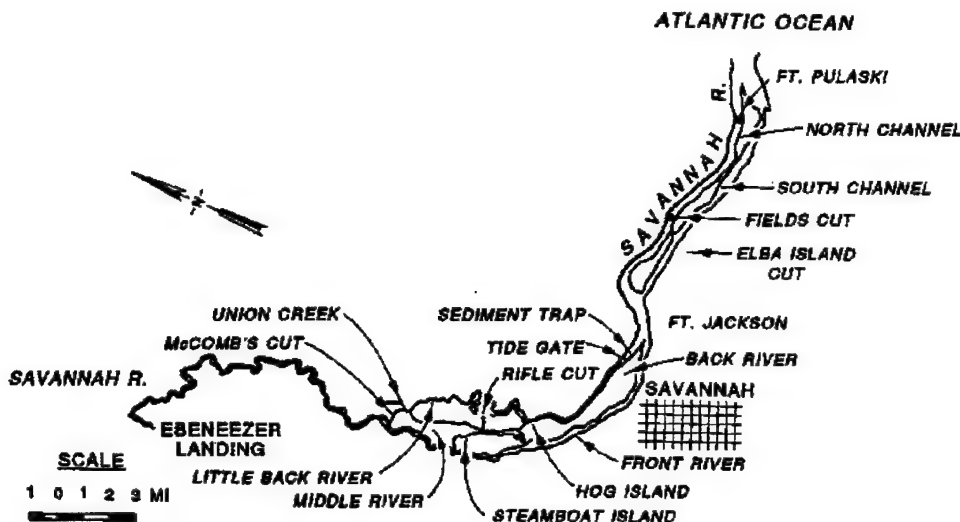 ATLANTIC OCEAN
FT. PULASKI
SAVANNAH R.
NORTH CHANNEL
SOUTH CHANNEL
N
FIELDS CUT
ELBA ISLAND
CUT
UNION CREEK
SEDIMENT TRAP
FT. JACKSON
McCOMB'S CUT
TIDE GATE
BACK RIVER
RIFLE CUT
SAVANNAH R.
SAVANNAH
EBENEEZER
LANDING
SCALE
LITTLE BACK RIVER
FRONT RIVER
1 0 1 2 3 MI
MIDDLE RIVER
HOG ISLAND
STEAMBOAT ISLAND